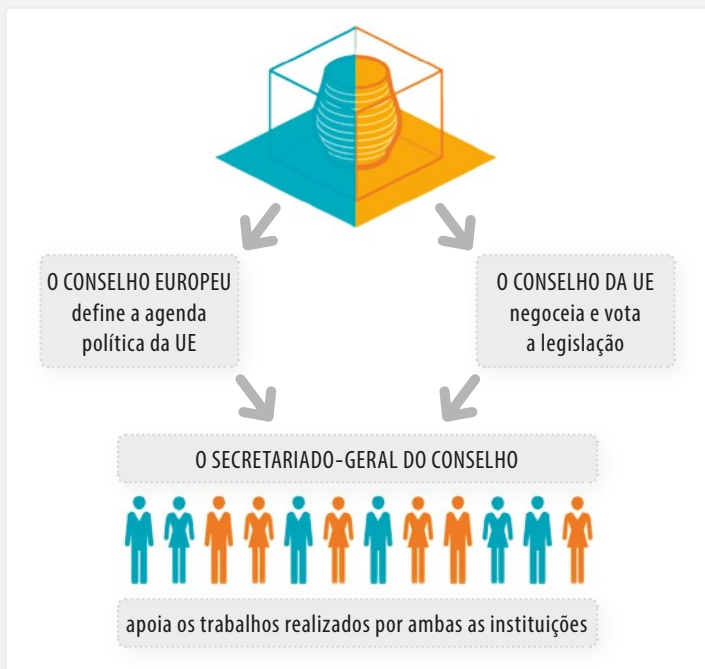 O CONSELHO EUROPEU
define a agenda
política da UE
O CONSELHO DA UE
negoceia e vota
a legislação
O SECRETARIADO-GERAL DO CONSELHO
apoia os trabalhos realizados por ambas as instituições